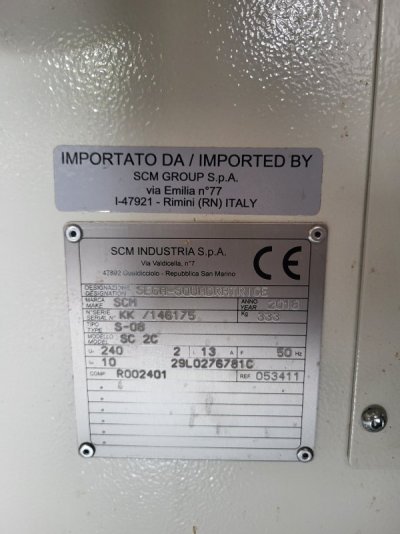 IMPORTATO DA / IMPORTED BY
SCM GROUP S.p.A.
via Emilia n°77
I-47921 - Rimini (RN) ITALY
SCM INDUSTRIA S.p.A.
Via Valdicella, n°7
47892 Gualdicciolo - Repubblica San Marino
CE
DESIGNAZIONE
DESIGNATION SEGA-SQUADRATRICE
MARCA
MAKE SCM ANNO
YEAR 2018
N°SERIE
SERIAL N° KK /146175 Kg 333
TIPO
TYPE S-08
MODELLO
MODEL SC 2C
240 2 I 13 A F 50 Hz
10 29L0276781C
COMP R002401 REF 053411